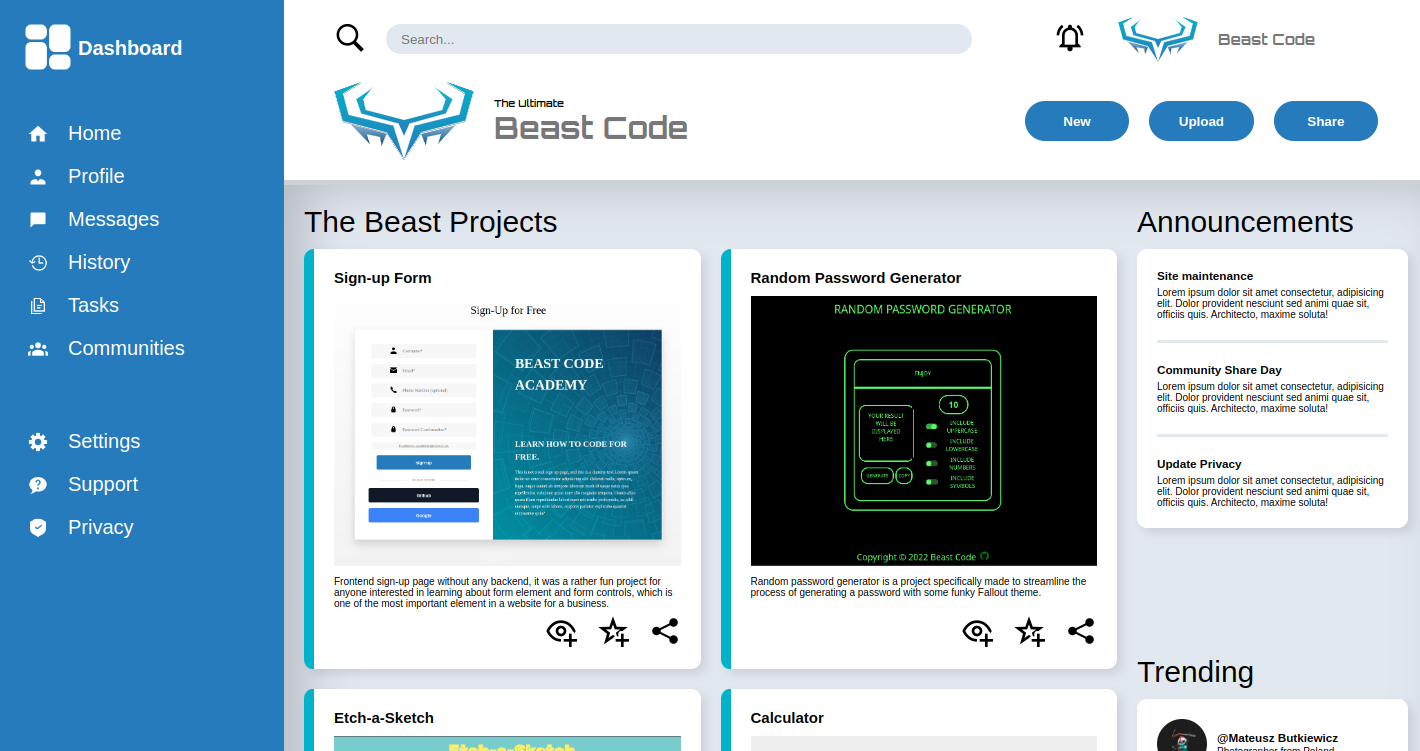 Dashboard
Home
Profile
Messages
History
Tasks
Communities
Settings
Support
Privacy
Search...
Beast Code
The Ultimate
Beast Code
New
Upload
Share
The Beast Projects
Sign-up Form
Sign-Up for Free
Username*
Email*
Phone Number (optional)
Password*
Password Confirmation*
Sign up
Github
Google
BEAST CODE
ACADEMY
LEARN HOW TO CODE FOR
FREE.
Frontend sign-up page without any backend, it was a rather fun project for
anyone interested in learning about form element and form controls, which is
one of the most important element in a website for a business.
Random Password Generator
RANDOM PASSWORD GENERATOR
ENJOY
YOUR RESULT
WILL BE
DISPLAYED
HERE
10
INCLUDE
UPPERCASE
INCLUDE
LOWERCASE
INCLUDE
NUMBERS
INCLUDE
SYMBOLS
GENERATE
COPY
Copyright © 2022 Beast Code
Random password generator is a project specifically made to streamline the
process of generating a password with some funky Fallout theme.
Etch-a-Sketch
Etch-a-Sketch
Calculator
Announcements
Site maintenance
Lorem ipsum dolor sit amet consectetur, adipisicing
elit. Dolor provident nesciunt sed animi quae sit,
officiis quis. Architecto, maxime soluta!
Community Share Day
Lorem ipsum dolor sit amet consectetur, adipisicing
elit. Dolor provident nesciunt sed animi quae sit,
officiis quis. Architecto, maxime soluta!
Update Privacy
Lorem ipsum dolor sit amet consectetur, adipisicing
elit. Dolor provident nesciunt sed animi quae sit,
officiis quis. Architecto, maxime soluta!
Trending
@Mateusz Butkiewicz
Photographer from Poland